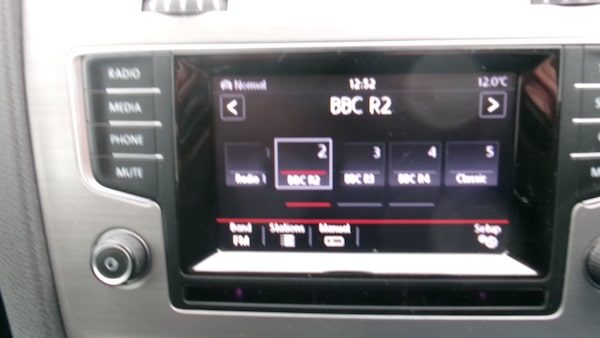 RADIO
MEDIA
PHONE
MUTE
Normal 12:52 12.0°C
< BBC R2 >
2 3 4 5
Radio 1 BBC R2 BBC R3 BBC R4 Classic
Band Stations Manual Setup
FM